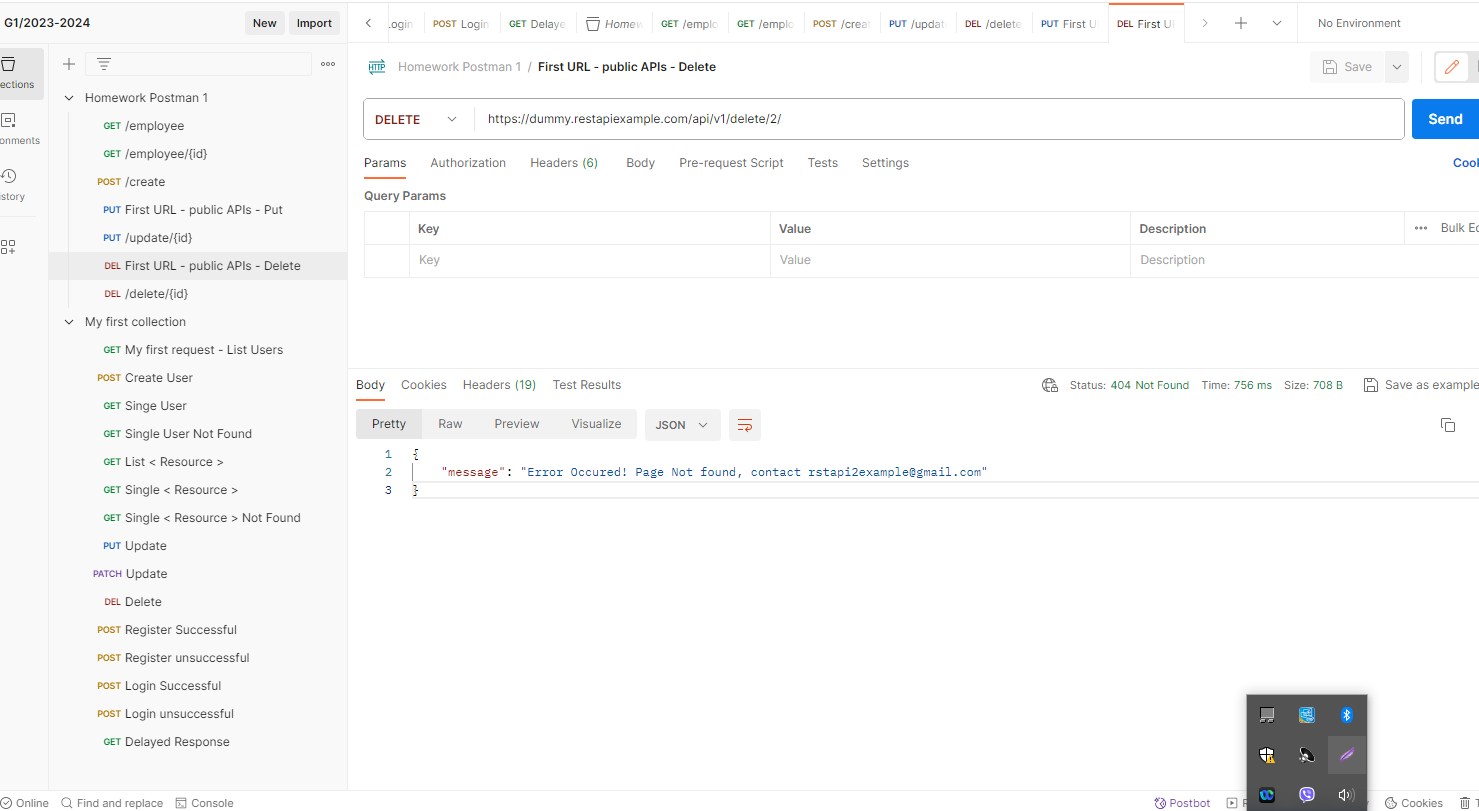 G1/2023-2024 New Import
ogin POST Login GET Delaye Homew GET /emplo GET /emplo POST /creat PUT /updat DEL /delete PUT First U DEL First U No Environment
ections
onments
istory
Homework Postman 1
GET /employee
GET /employee/{id}
POST /create
PUT First URL - public APIs - Put
PUT /update/{id}
DEL First URL - public APIs - Delete
DEL /delete/{id}
My first collection
GET My first request - List Users
POST Create User
GET Singe User
GET Single User Not Found
GET List < Resource >
GET Single < Resource >
GET Single < Resource > Not Found
PUT Update
PATCH Update
DEL Delete
POST Register Successful
POST Register unsuccessful
POST Login Successful
POST Login unsuccessful
GET Delayed Response
HTTP Homework Postman 1 / First URL - public APIs - Delete Save
DELETE https://dummy.restapiexample.com/api/v1/delete/2/ Send
Params Authorization Headers (6) Body Pre-request Script Tests Settings Cook
Query Params
Key Value Description Bulk Ed
Key Value Description
Body Cookies Headers (19) Test Results Status: 404 Not Found Time: 756 ms Size: 708 B Save as example
Pretty Raw Preview Visualize JSON
1 {
2 "message": "Error Occured! Page Not found, contact rstapi2example@gmail.com"
3 }
Online Find and replace Console Postbot Cookies